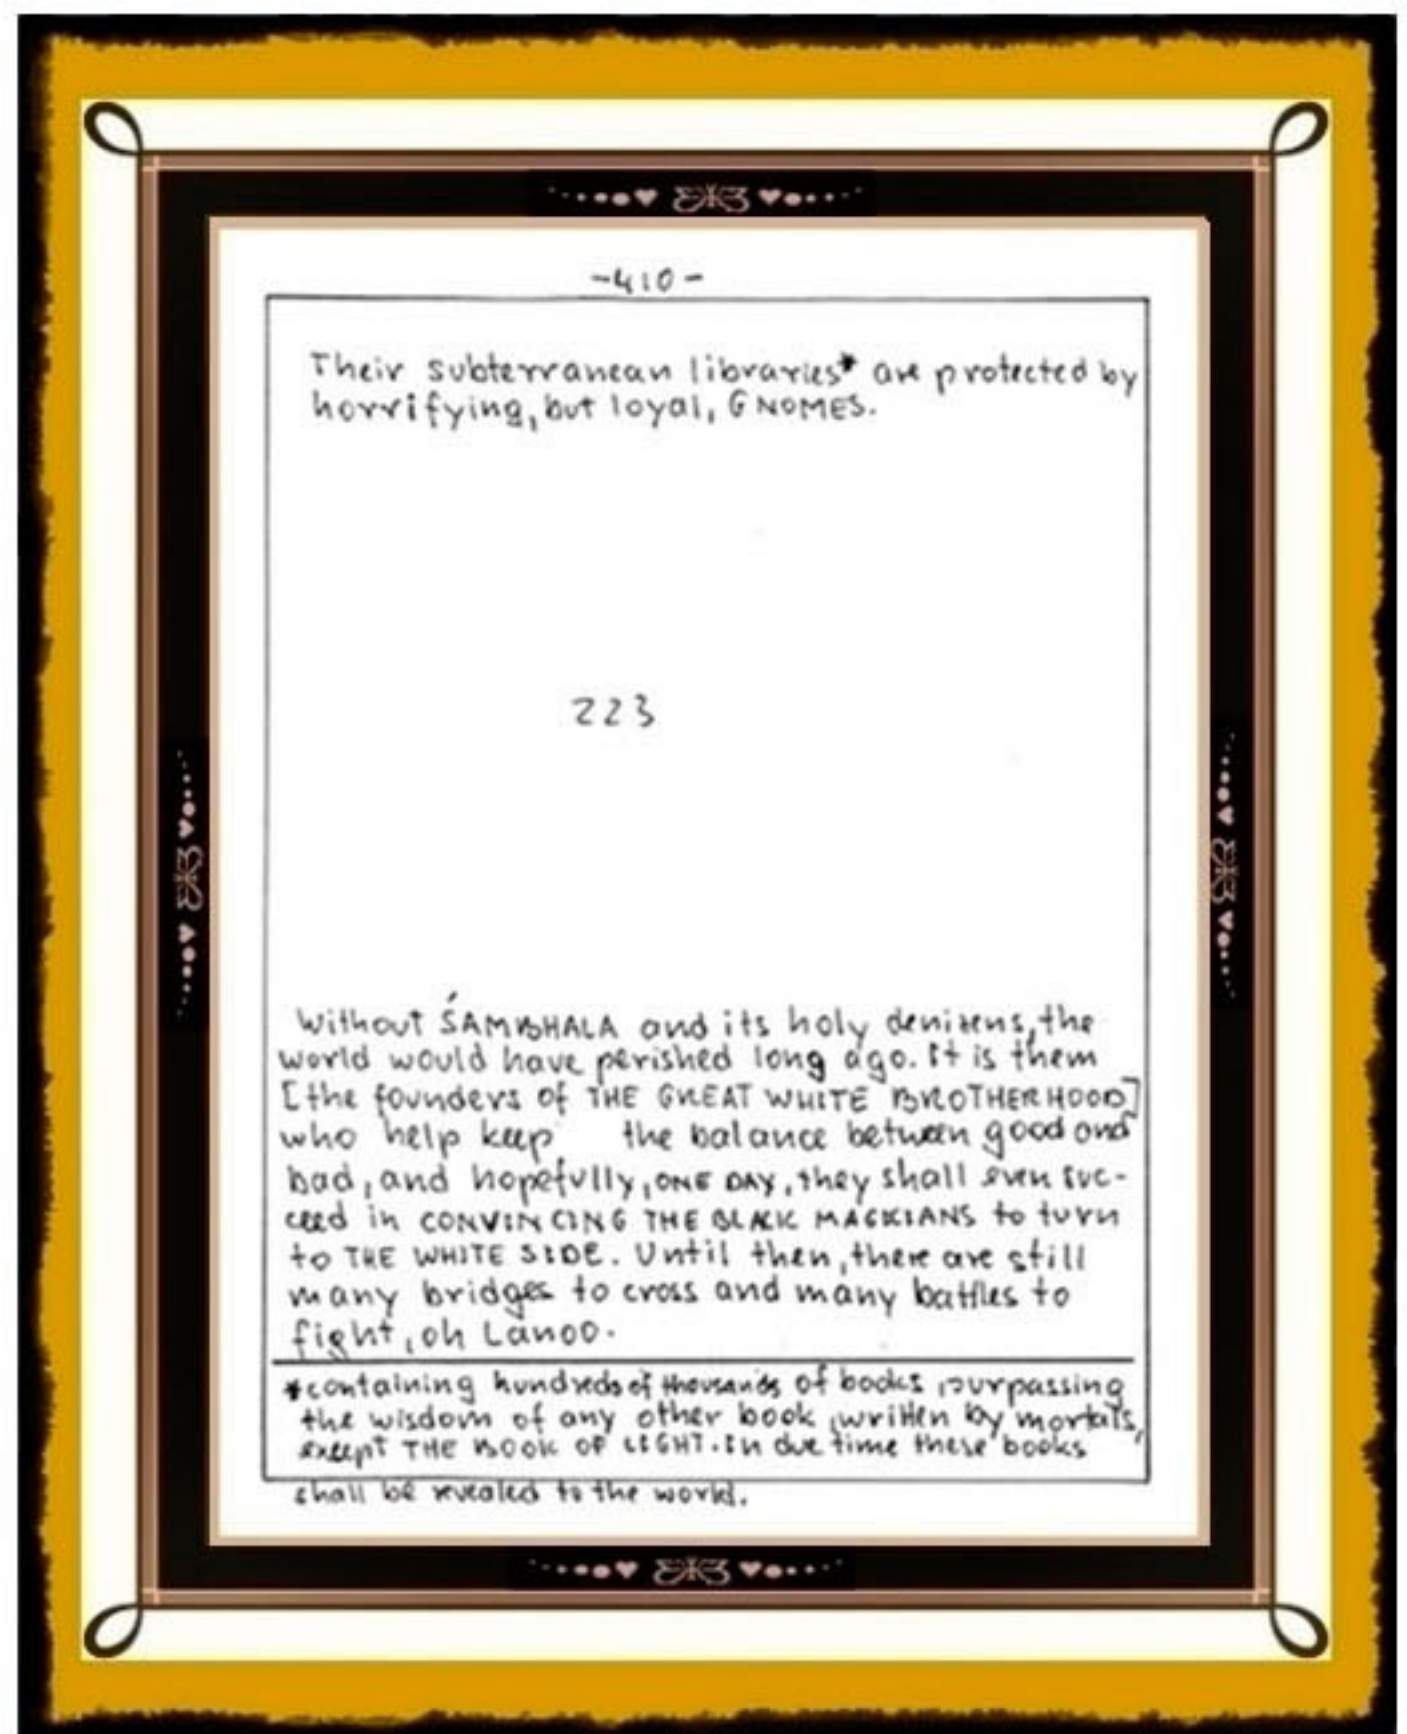 -410-
Their subterranean libraries* are protected by
horrifying, but loyal, GNOMES.
223
Without ŚAMBHALA and its holy denizens, the
world would have perished long ago. It is them
[the founders of THE GREAT WHITE BROTHERHOOD]
who help keep the balance between good and
bad, and hopefully, ONE DAY, they shall even suc-
ceed in CONVINCING THE BLACK MAGICIANS to turn
to THE WHITE SIDE. Until then, there are still
many bridges to cross and many battles to
fight, oh Lanoo.
*containing hundreds of thousands of books, surpassing
the wisdom of any other book, written by mortals,
except THE BOOK OF LIGHT. In due time these books
shall be revealed to the world.